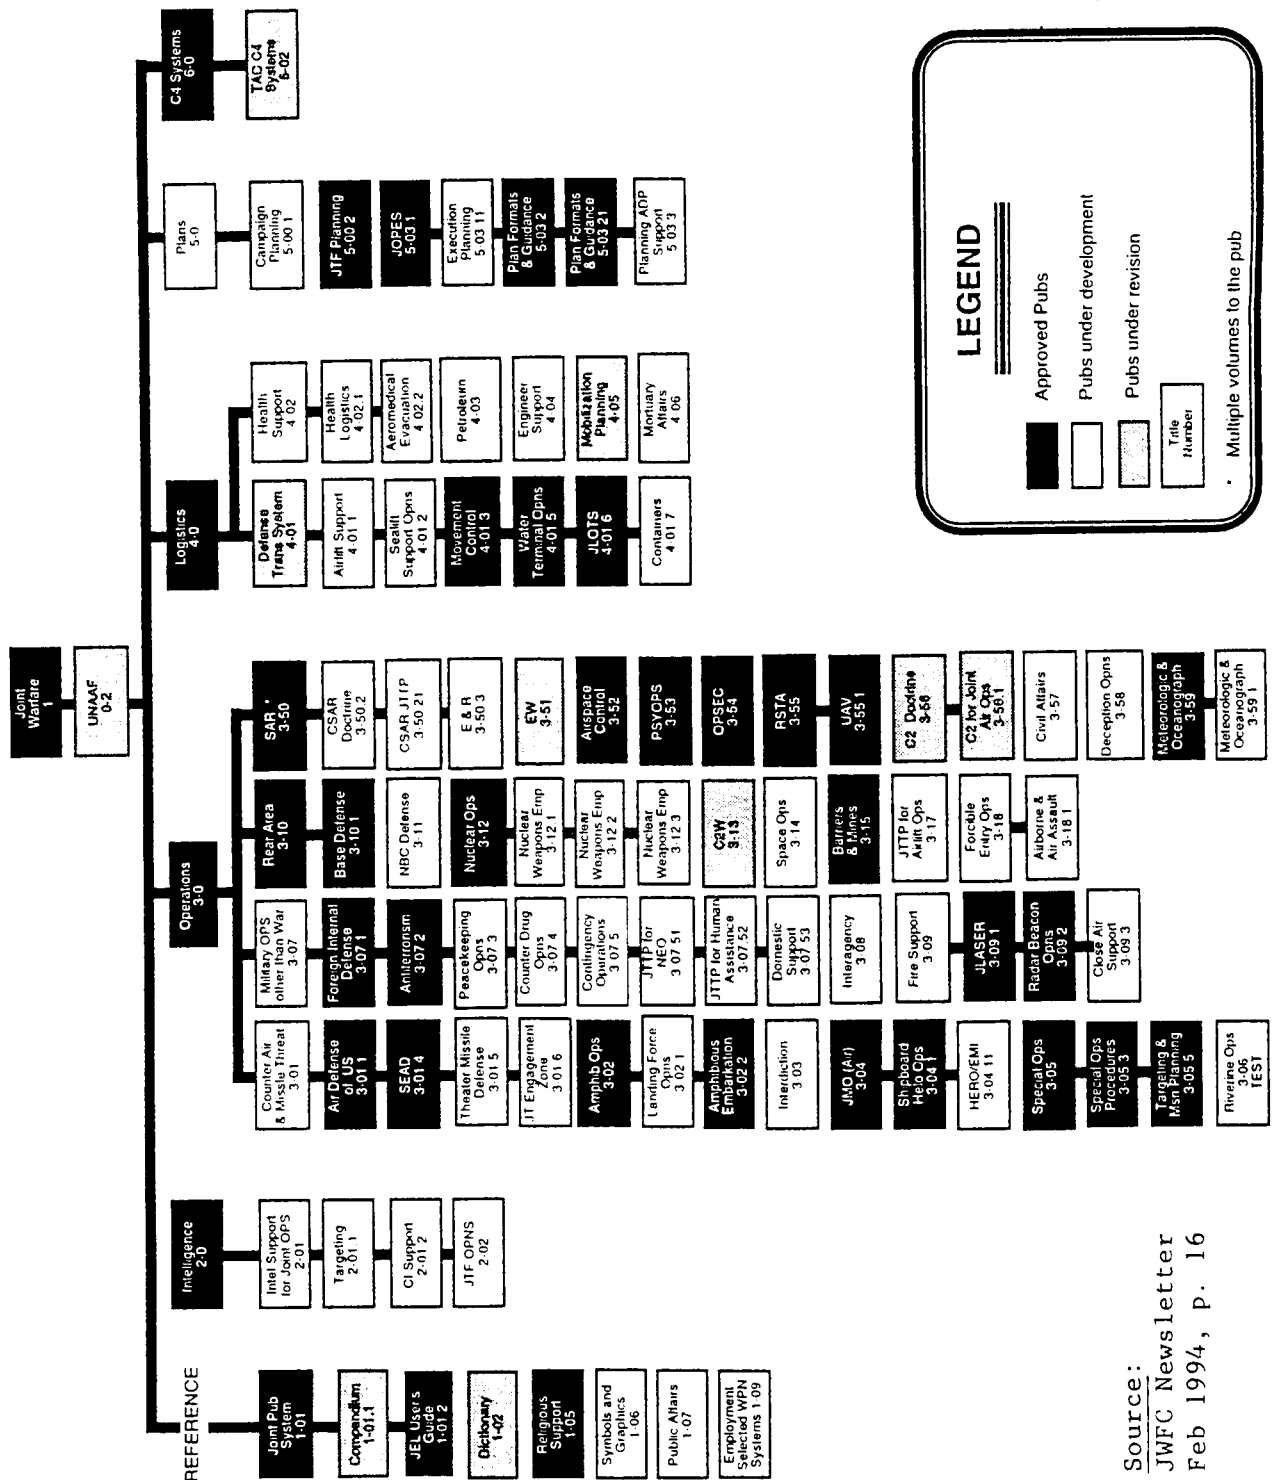 Joint
Warfare
1
UNAAF
0-2
REFERENCE
Joint Pub
System
1-01
Compendium
1-01.1
JEL Users
Guide
1-01 2
Dictionary
1-02
Religious
Support
1-05
Symbols and
Graphics
1-06
Public Affairs
1-07
Employment
Selected WPN
Systems 1-09
Intelligence
2-0
Intel Support
for Joint OPS
2-01
Targeting
2-01.1
CI Support
2-01 2
JTF OPNS
2-02
Operations
3-0
Counter Air
& Missle Threat
3-01
Air Defense
of US
3-01 1
SEAD
3-01 4
Theater Missile
Defense
3-01 5
JT Engagement
Zone
3-01 6
Amphib Ops
3-02
Landing Force
Opns
3 02 1
Amphibious
Embarkation
3-02 2
Interdiction
3 03
JMO (Air)
3-04
Shipboard
Helo Ops
3-04 1
HERO/EMI
3-04 11
Special Ops
3-05
Special Ops
Procedures
3-05 3
Targeting &
Msn Planning
3-05 5
Riverine Ops
3-06
TEST
Military OPS
other than War
3-07
Foreign Internal
Defense
3-07 1
Antiterrorism
3-07 2
Peacekeeping
Opns
3-07 3
Counter Drug
Opns
3-07 4
Contingency
Operations
3 07 5
JTTP for
NEO
3 07 51
JTTP for Human
Assistance
3-07.52
Domestic
Support
3-07 53
Interagency
3-08
Fire Support
3-09
JLASER
3-09 1
Radar Beacon
Opns
3-09 2
Close Air
Support
3-09 3
Rear Area
3-10
Base Defense
3-10 1
NBC Defense
3-11
Nuclear Ops
3-12
Nuclear
Weapons Emp
3-12 1
Nuclear
Weapons Emp
3-12 2
Nuclear
Weapons Emp
3-12 3
C2W
3-13
Space Ops
3-14
Barriers
& Mines
3-15
JTTP for
Airlift Ops
3-17
Forcible
Entry Ops
3-18
Airborne &
Air Assault
3-18 1
SAR *
3-50
CSAR
Doctrine
3-50.2
CSAR JTTP
3-50 21
E & R
3-50 3
EW
3-51
Airspace
Control
3-52
PSYOPS
3-53
OPSEC
3-54
RSTA
3-55
UAV
3-55 1
C2 Doctrine
3-56
C2 for Joint
Air Ops
3-56.1
Civil Affairs
3-57
Deception Opns
3-58
Meteorologic &
Oceanograph
3-59
Meteorologic &
Oceanograph
3-59 1
Logistics
4-0
Defense
Trans System
4-01
Airlift Support
4-01 1
Sealift
Support Opns
4-01 2
Movement
Control
4-01 3
Water
Terminal Opns
4-01 5
JLOTS
4-01 6
Containers
4-01 7
Health
Support
4 02
Health
Logistics
4-02.1
Aeromedical
Evacuation
4-02.2
Petroleum
4-03
Engineer
Support
4-04
Mobilization
Planning
4-05
Mortuary
Affairs
4 06
Plans
5-0
Campaign
Planning
5-00 1
JTF Planning
5-00 2
JOPES
5-03 1
Execution
Planning
5-03 11
Plan Formats
& Guidance
5-03 2
Plan Formats
& Guidance
5-03 21
Planning ADP
Support
5 03 3
C4 Systems
6-0
TAC C4
Systems
6-02
LEGEND
Approved Pubs
Pubs under development
Pubs under revision
Title
Number
· Multiple volumes to the pub
Source:
JWFC Newsletter
Feb 1994, p. 16